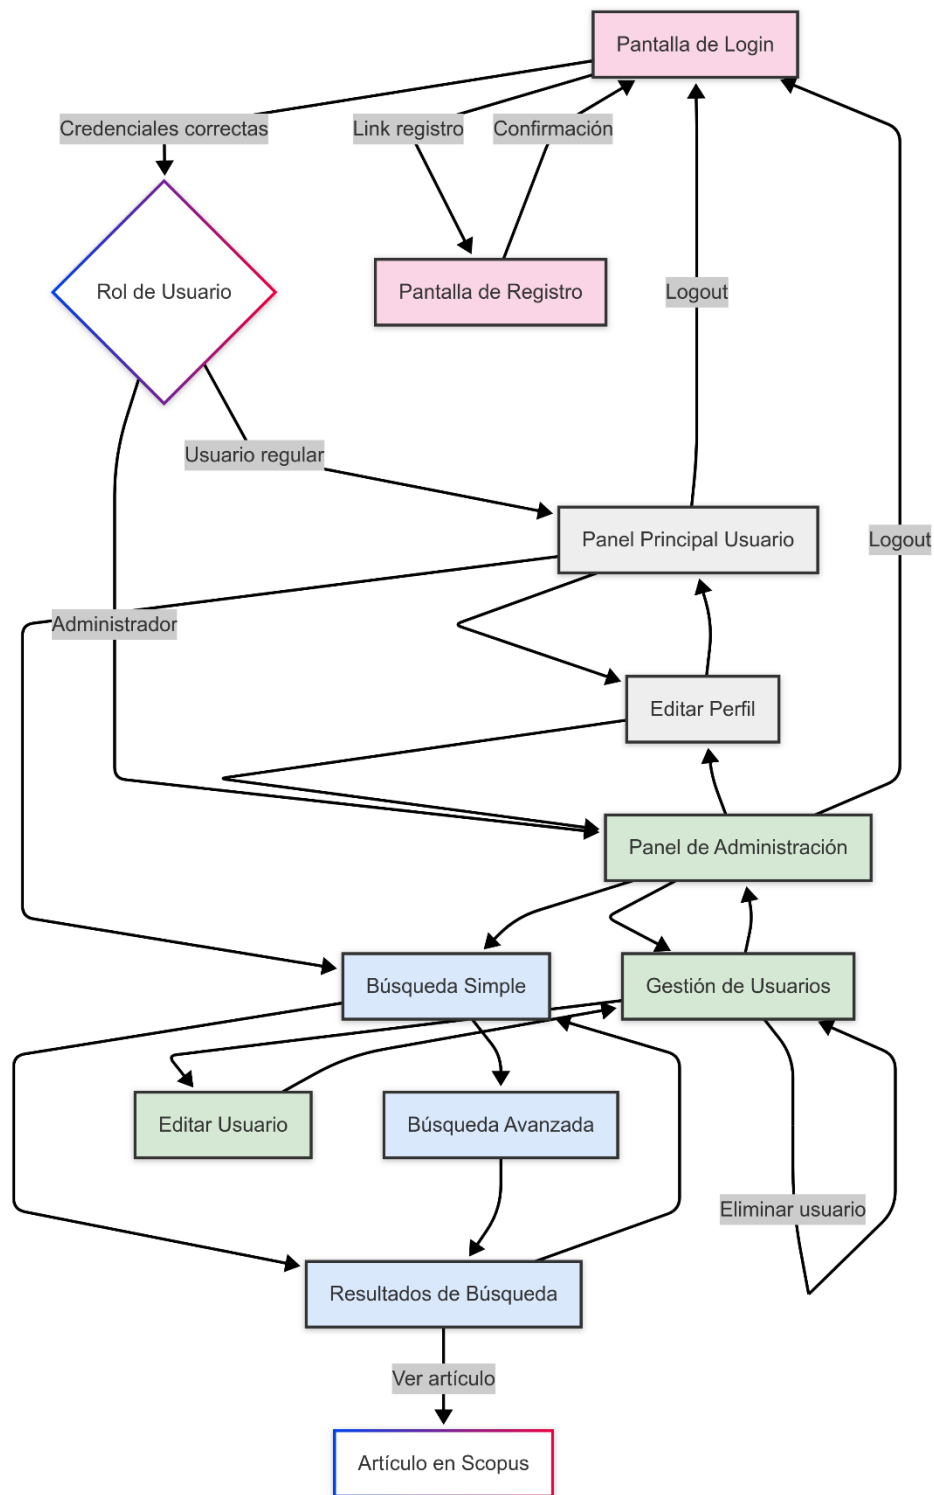 Pantalla de Login
Credenciales correctas
Link registro
Confirmación
Rol de Usuario
Pantalla de Registro
Logout
Usuario regular
Panel Principal Usuario
Logout
Administrador
Editar Perfil
Panel de Administración
Búsqueda Simple
Gestión de Usuarios
Editar Usuario
Búsqueda Avanzada
Eliminar usuario
Resultados de Búsqueda
Ver artículo
Artículo en Scopus